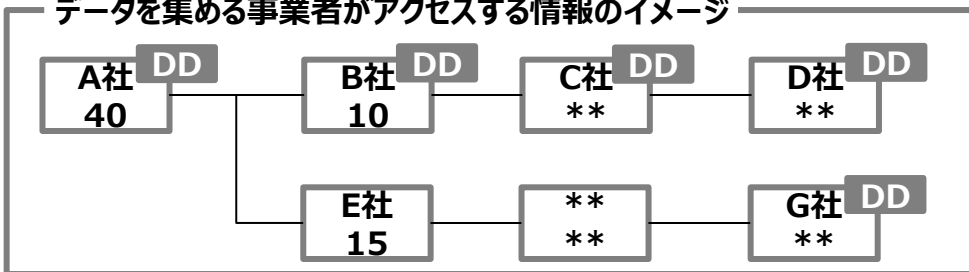 データを集める事業者がアクセスする情報のイメージ
A社 DD
40
B社 DD
10
C社 DD
**
D社 DD
**
E社
15
**
**
G社 DD
**